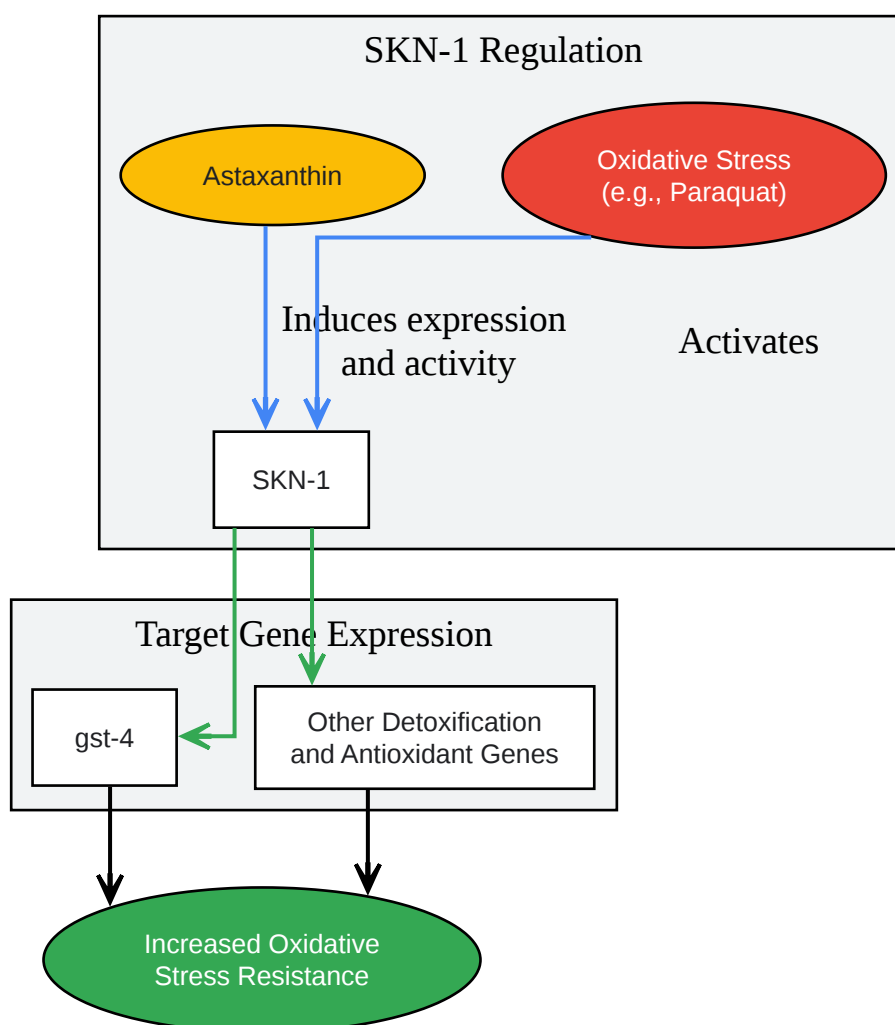 SKN-1 Regulation
Astaxanthin
Oxidative Stress
(e.g., Paraquat)
Induces expression
and activity
Activates
SKN-1
Target Gene Expression
gst-4
Other Detoxification
and Antioxidant Genes
Increased Oxidative
Stress Resistance